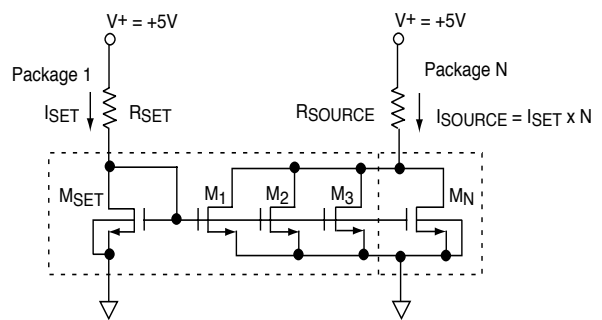 V+ = +5V
V+ = +5V
Package 1
Package N
ISET
RSET
RSOURCE
ISOURCE = ISET x N
MSET
M1
M2
M3
MN